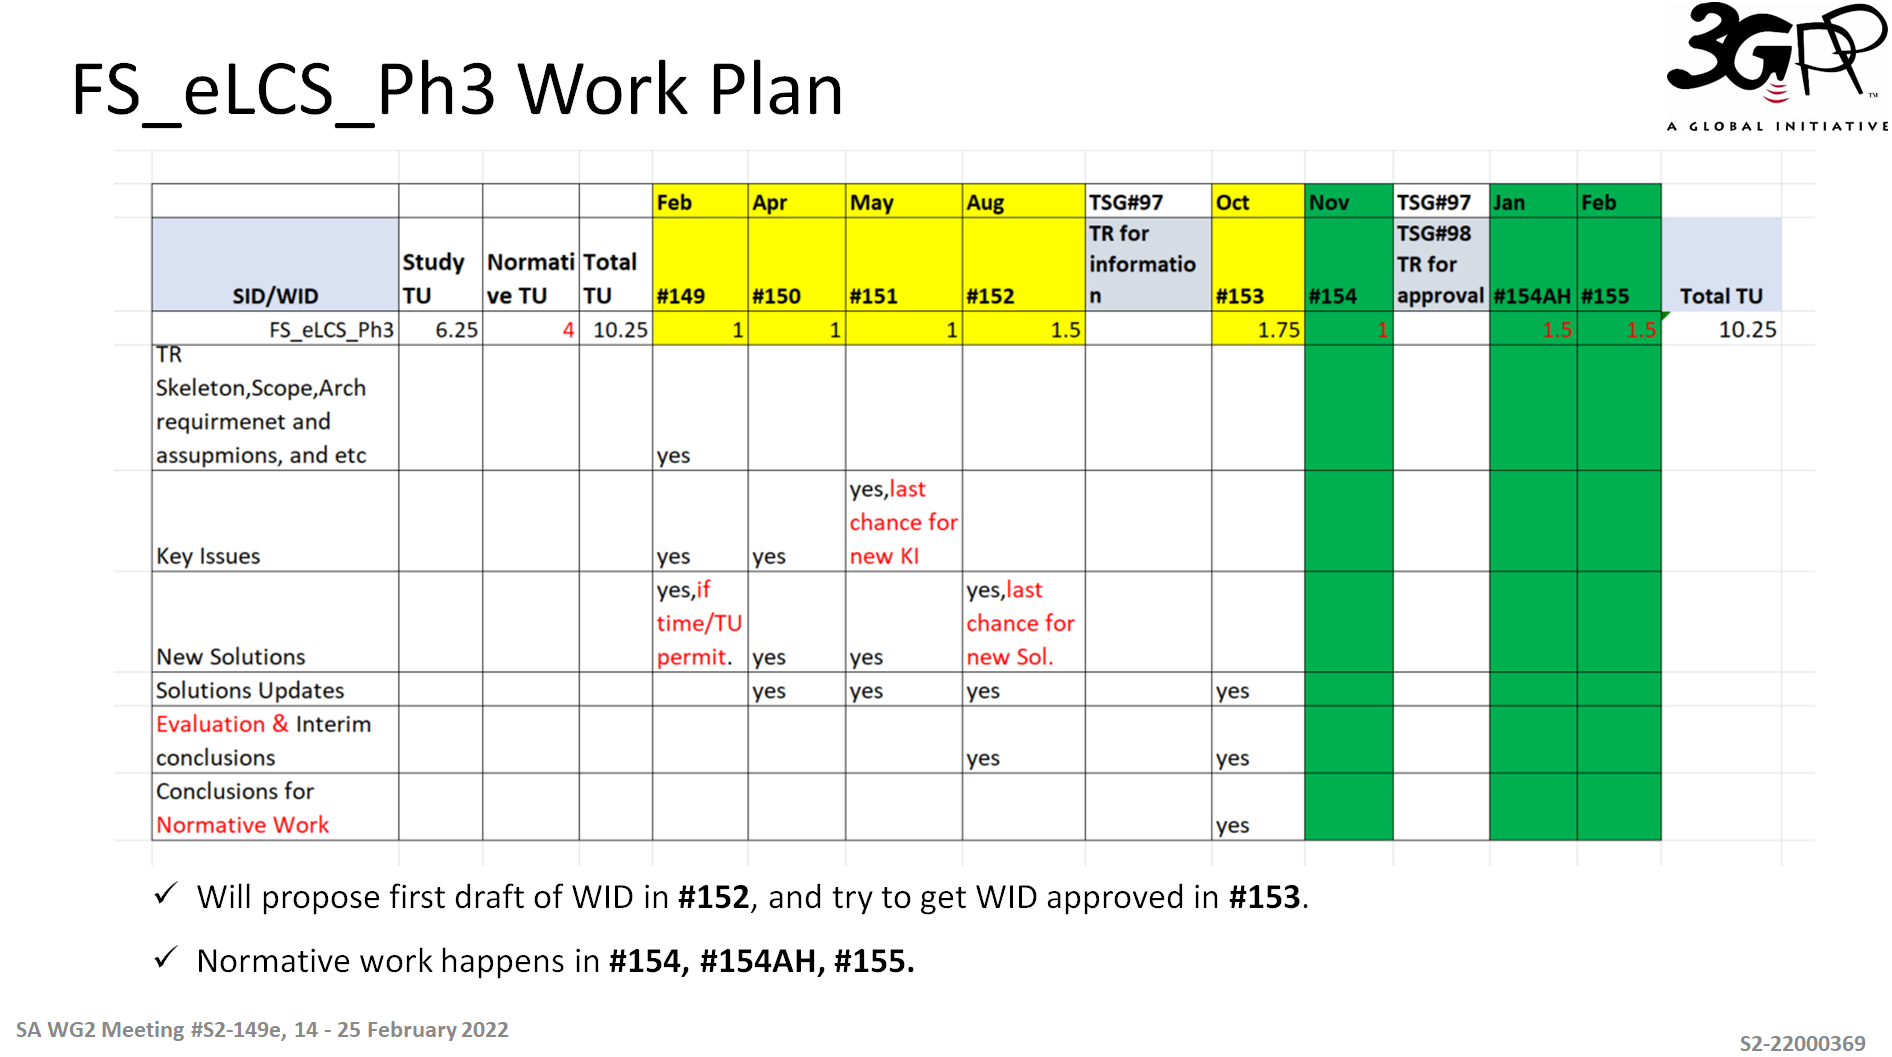 FS_eLCS_Ph3 Work Plan
3GPP
TM
A GLOBAL INITIATIVE
Feb Apr May Aug TSG#97 Oct Nov TSG#97 Jan Feb
SID/WID
Study
TU
Normati
ve TU
Total
TU
#149 #150 #151 #152
TR for
informatio
n
#153 #154
TSG#98
TR for
approval
#154AH #155 Total TU
FS_eLCS_Ph3 6.25 4 10.25 1 1 1 1.5 1.75 1 1.5 1.5 10.25
TR
Skeleton,Scope,Arch
requirmenet and
assupmions, and etc
yes
Key Issues
yes yes
yes,last
chance for
new KI
New Solutions
yes,if
time/TU
permit.
yes yes
yes,last
chance for
new Sol.
Solutions Updates yes yes yes yes
Evaluation & Interim
conclusions
yes yes
Conclusions for
Normative Work
yes
✓ Will propose first draft of WID in #152, and try to get WID approved in #153.
✓ Normative work happens in #154, #154AH, #155.
SA WG2 Meeting #S2-149e, 14 - 25 February 2022
S2-22000369